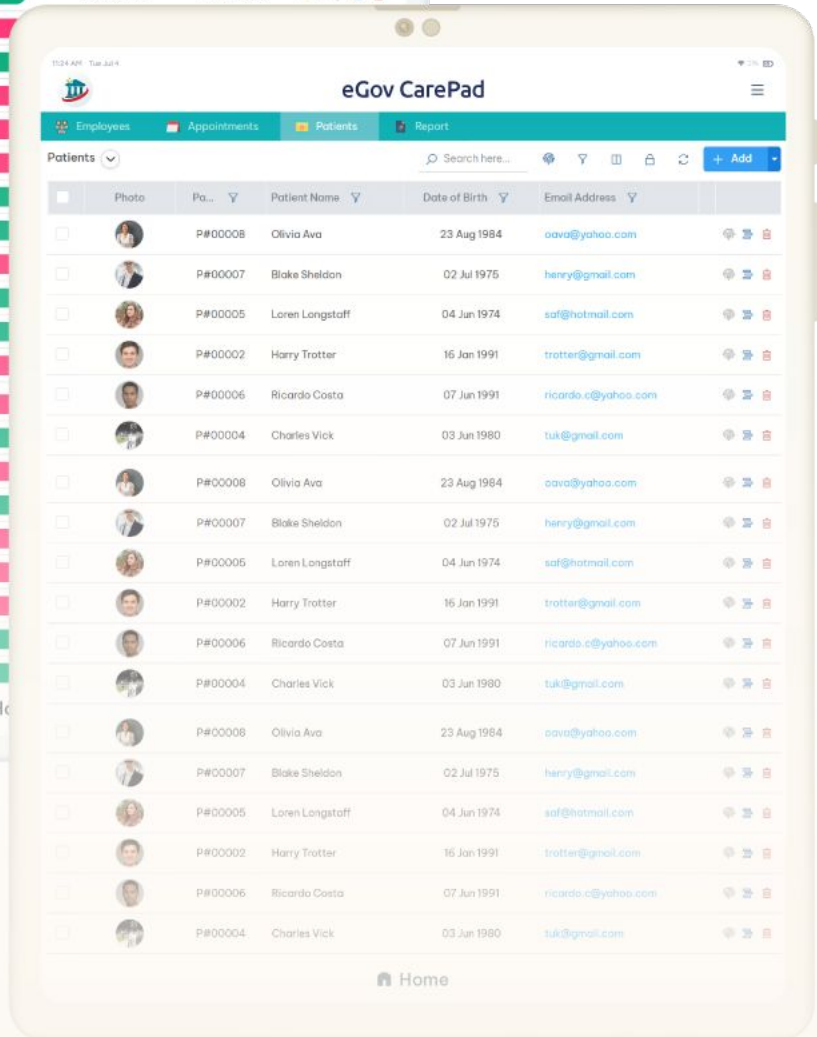 11:24 AM Tue Jul 4
eGov CarePad
Employees Appointments Patients Report
Patients Search here... + Add
Photo Pa... Patient Name Date of Birth Email Address
P#00008 Olivia Ava 23 Aug 1984 oava@yahoo.com
P#00007 Blake Sheldon 02 Jul 1975 henry@gmail.com
P#00005 Loren Longstaff 04 Jun 1974 saf@hotmail.com
P#00002 Harry Trotter 16 Jan 1991 trotter@gmail.com
P#00006 Ricardo Costa 07 Jun 1991 ricardo.c@yahoo.com
P#00004 Charles Vick 03 Jun 1980 tuk@gmail.com
P#00008 Olivia Ava 23 Aug 1984 oava@yahoo.com
P#00007 Blake Sheldon 02 Jul 1975 henry@gmail.com
P#00005 Loren Longstaff 04 Jun 1974 saf@hotmail.com
P#00002 Harry Trotter 16 Jan 1991 trotter@gmail.com
P#00006 Ricardo Costa 07 Jun 1991 ricardo.c@yahoo.com
P#00004 Charles Vick 03 Jun 1980 tuk@gmail.com
P#00008 Olivia Ava 23 Aug 1984 oava@yahoo.com
P#00007 Blake Sheldon 02 Jul 1975 henry@gmail.com
P#00005 Loren Longstaff 04 Jun 1974 saf@hotmail.com
P#00002 Harry Trotter 16 Jan 1991 trotter@gmail.com
P#00006 Ricardo Costa 07 Jun 1991 ricardo.c@yahoo.com
P#00004 Charles Vick 03 Jun 1980 tuk@gmail.com
Home